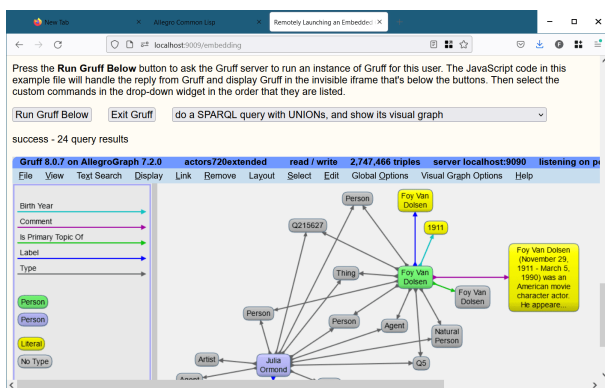 New Tab
Allegro Common Lisp
Remotely Launching an Embedded
localhost:9009/embedding
Press the Run Gruff Below button to ask the Gruff server to run an instance of Gruff for this user. The JavaScript code in this
example file will handle the reply from Gruff and display Gruff in the invisible iframe that's below the buttons. Then select the
custom commands in the drop-down widget in the order that they are listed.
Run Gruff Below
Exit Gruff
do a SPARQL query with UNIONs, and show its visual graph
success - 24 query results
Gruff 8.0.7 on AllegroGraph 7.2.0 actors720extended read / write 2,747,466 triples server localhost:9090 listening on po
File View Text Search Display Link Remove Layout Select Edit Global Options Visual Graph Options Help
Birth Year
Comment
Is Primary Topic Of
Label
Type
Person
Person
Literal
No Type
Person
Foy Van
Dolsen
Q215627
1911
Foy Van Dolsen
(November 29,
1911 - March 5,
1990) was an
American movie
character actor.
He appeare...
Thing
Foy Van
Dolsen
Foy Van
Dolsen
Person
Person
Agent
Natural
Person
Artist
Julia
Ormond
Q5
Agent